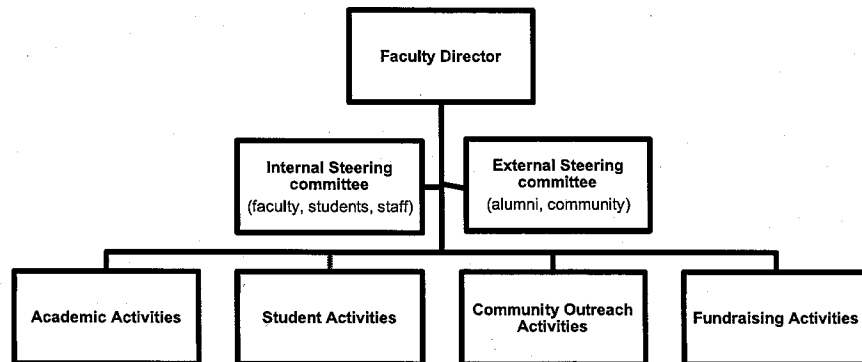 Faculty Director
Internal Steering
committee
(faculty, students, staff)
External Steering
committee
(alumni, community)
Academic Activities
Student Activities
Community Outreach
Activities
Fundraising Activities